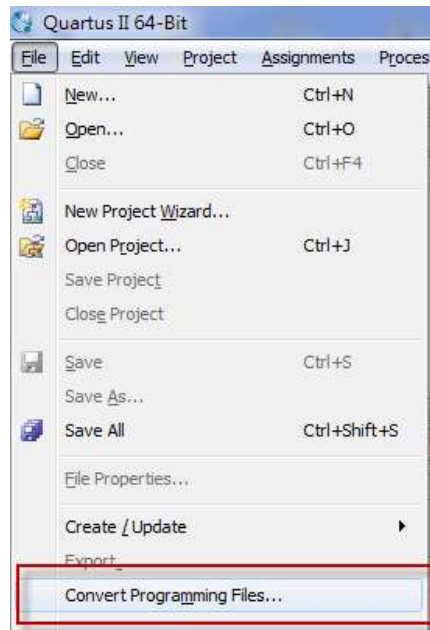 Quartus II 64-Bit
File Edit View Project Assignments Proces
New... Ctrl+N
Open... Ctrl+O
Close Ctrl+F4
New Project Wizard...
Open Project... Ctrl+J
Save Project
Close Project
Save Ctrl+S
Save As...
Save All Ctrl+Shift+S
File Properties...
Create / Update
Export...
Convert Programming Files...